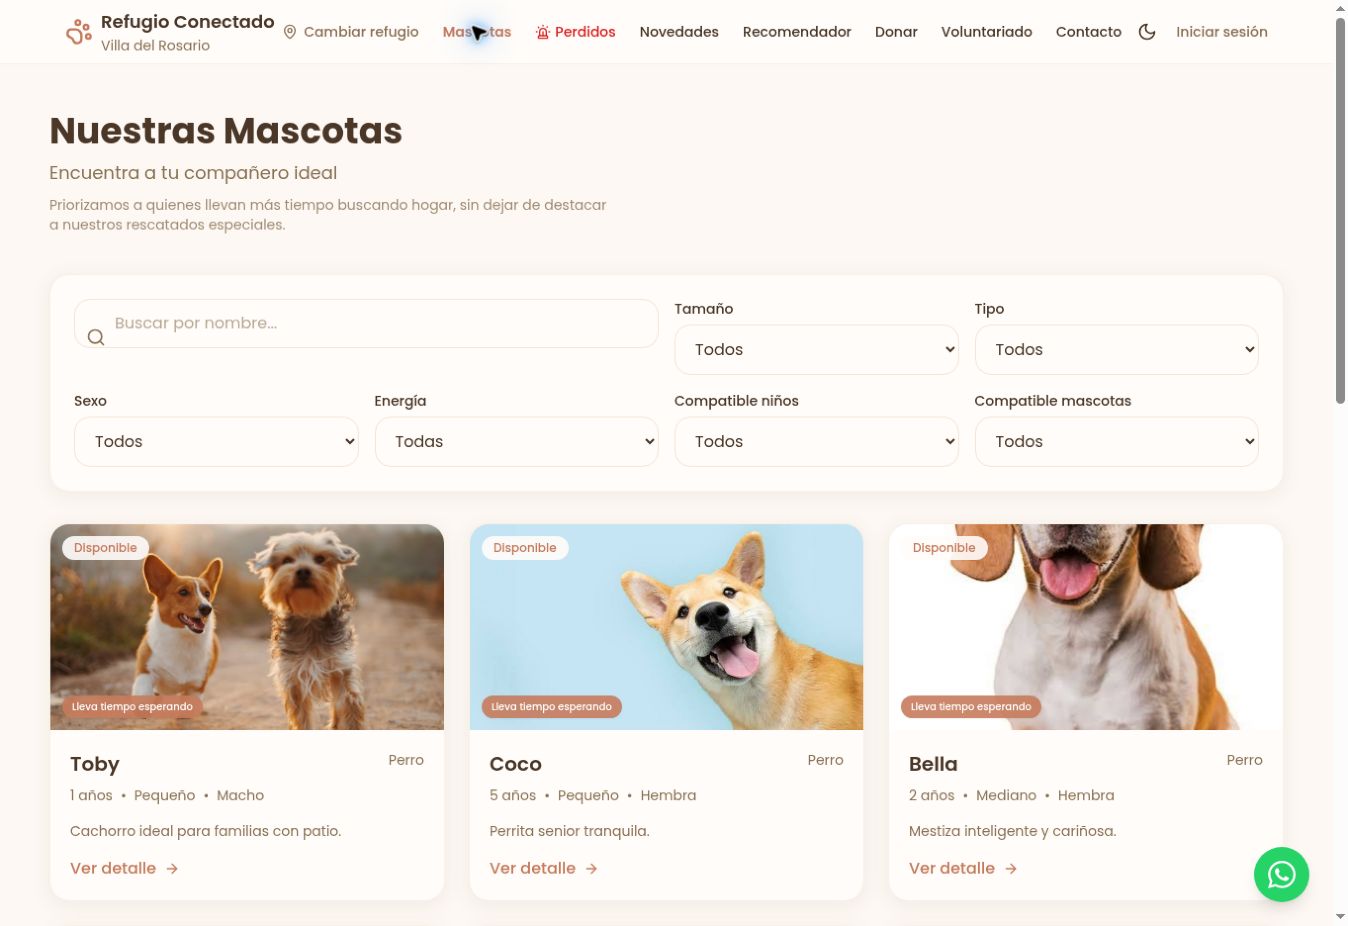 Refugio Conectado
Villa del Rosario
Cambiar refugio
Mascotas
Perdidos
Novedades
Recomendador
Donar
Voluntariado
Contacto
Iniciar sesión
Nuestras Mascotas
Encuentra a tu compañero ideal
Priorizamos a quienes llevan más tiempo buscando hogar, sin dejar de destacar
a nuestros rescatados especiales.
Buscar por nombre...
Tamaño
Todos
Tipo
Todos
Sexo
Todos
Energía
Todas
Compatible niños
Todos
Compatible mascotas
Todos
Disponible
Lleva tiempo esperando
Toby
Perro
1 años • Pequeño • Macho
Cachorro ideal para familias con patio.
Ver detalle →
Disponible
Lleva tiempo esperando
Coco
Perro
5 años • Pequeño • Hembra
Perrita senior tranquila.
Ver detalle →
Disponible
Lleva tiempo esperando
Bella
Perro
2 años • Mediano • Hembra
Mestiza inteligente y cariñosa.
Ver detalle →